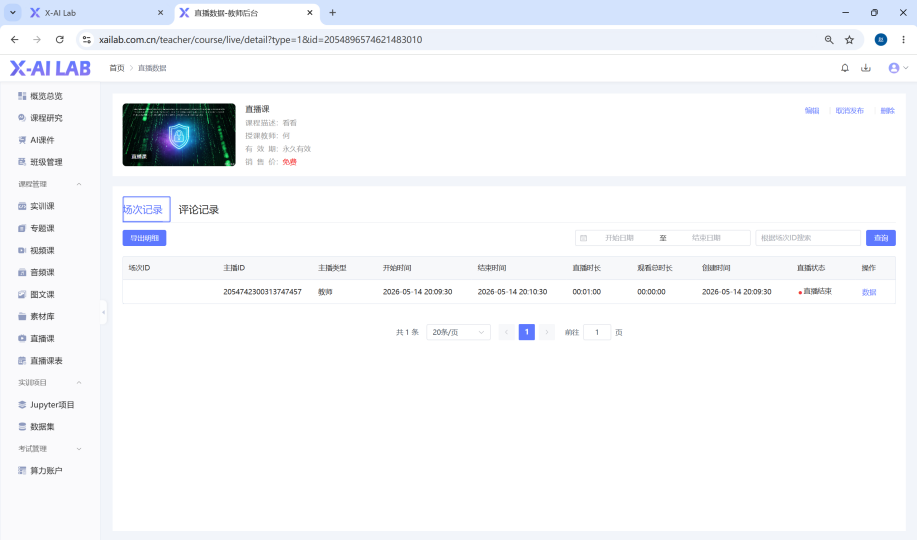 X-AI Lab
直播数据-教师后台
xailab.com.cn/teacher/course/live/detail?type=1&id=2054896574621483010
X-AI LAB
首页 > 直播数据
概览总览
课程研究
AI课件
班级管理
课程管理
实训课
专题课
视频课
音频课
图文课
素材库
直播课
直播课表
实训项目
Jupyter项目
数据集
考试管理
算力账户
直播课
直播课
课程描述: 看看
授课教师: 何
有 效 期: 永久有效
销 售 价: 免费
编辑 取消发布 删除
场次记录 评论记录
导出明细
开始日期 至 结束日期 根据场次ID搜索 查询
场次ID 主播ID 主播类型 开始时间 结束时间 直播时长 观看总时长 创建时间 直播状态 操作
2054742300313747457 教师 2026-05-14 20:09:30 2026-05-14 20:10:30 00:01:00 00:00:00 2026-05-14 20:09:30 直播结束 数据
共 1 条 20条/页 1 前往 1 页